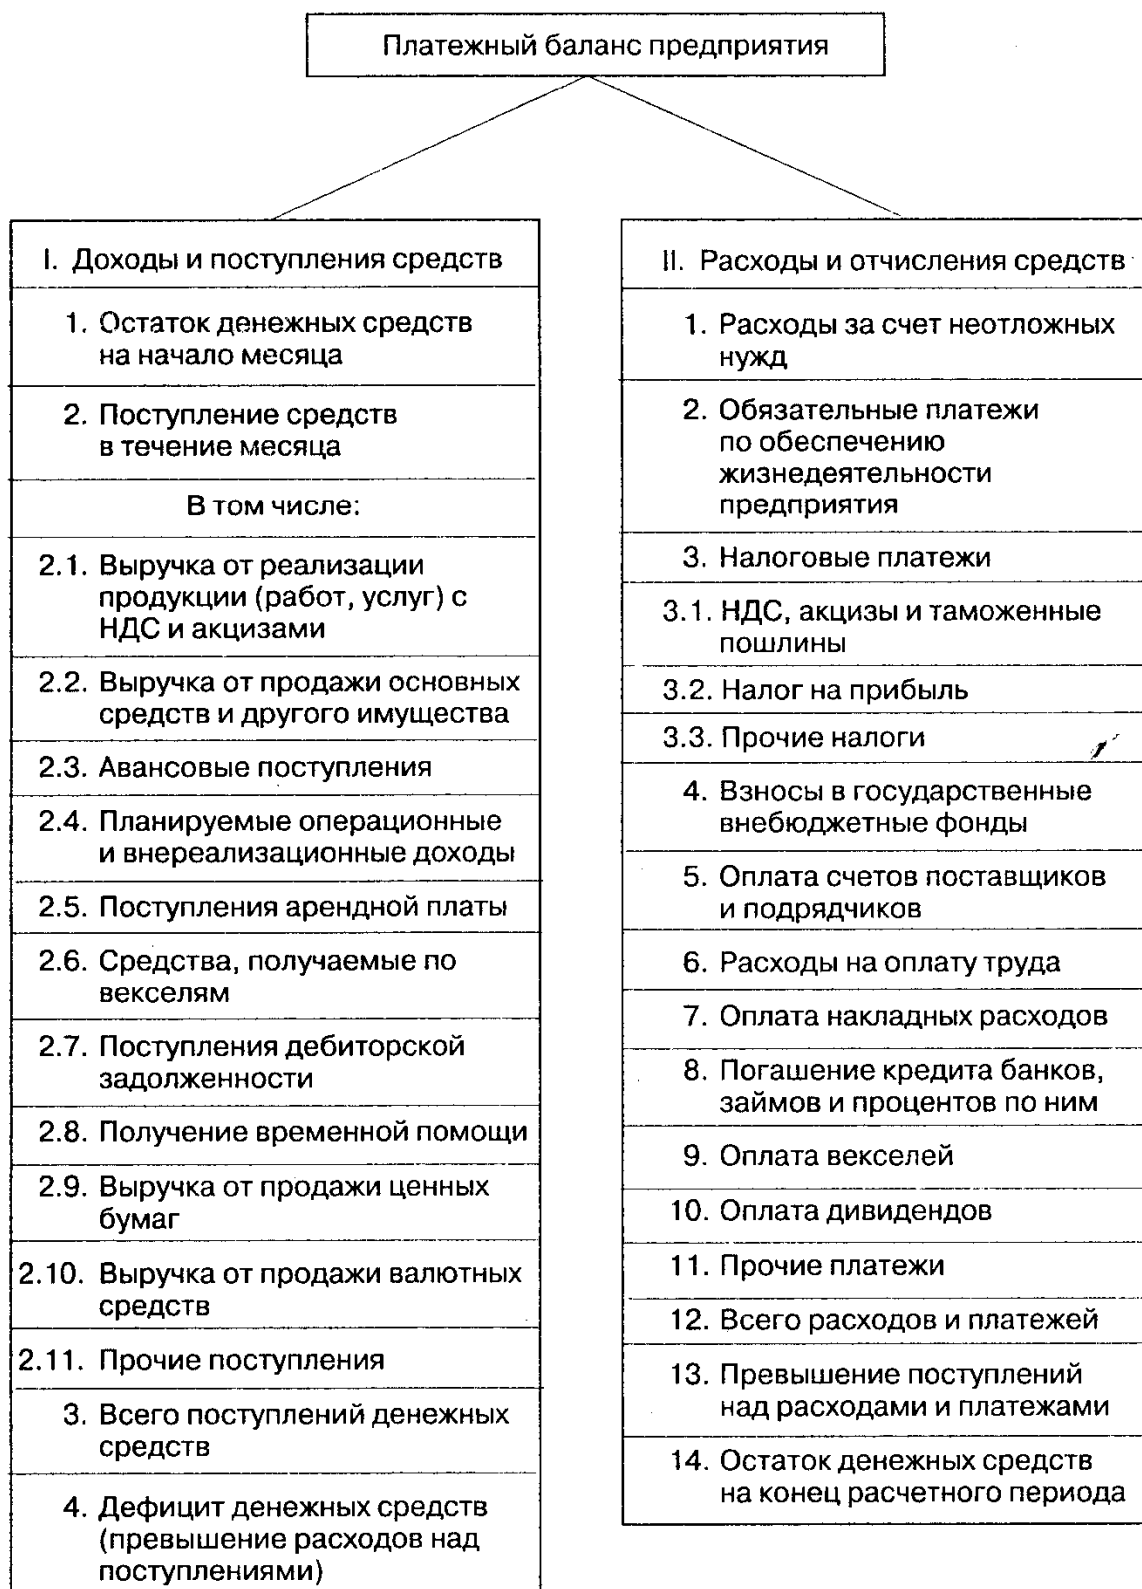 Платежный баланс предприятия
I. Доходы и поступления средств
1. Остаток денежных средств
на начало месяца
2. Поступление средств
в течение месяца
В том числе:
2.1. Выручка от реализации
продукции (работ, услуг) с
НДС и акцизами
2.2. Выручка от продажи основных
средств и другого имущества
2.3. Авансовые поступления
2.4. Планируемые операционные
и внереализационные доходы
2.5. Поступления арендной платы
2.6. Средства, получаемые по
векселям
2.7. Поступления дебиторской
задолженности
2.8. Получение временной помощи
2.9. Выручка от продажи ценных
бумаг
2.10. Выручка от продажи валютных
средств
2.11. Прочие поступления
3. Всего поступлений денежных
средств
4. Дефицит денежных средств
(превышение расходов над
поступлениями)
II. Расходы и отчисления средств
1. Расходы за счет неотложных
нужд
2. Обязательные платежи
по обеспечению
жизнедеятельности
предприятия
3. Налоговые платежи
3.1. НДС, акцизы и таможенные
пошлины
3.2. Налог на прибыль
3.3. Прочие налоги
4. Взносы в государственные
внебюджетные фонды
5. Оплата счетов поставщиков
и подрядчиков
6. Расходы на оплату труда
7. Оплата накладных расходов
8. Погашение кредита банков,
займов и процентов по ним
9. Оплата векселей
10. Оплата дивидендов
11. Прочие платежи
12. Всего расходов и платежей
13. Превышение поступлений
над расходами и платежами
14. Остаток денежных средств
на конец расчетного периода